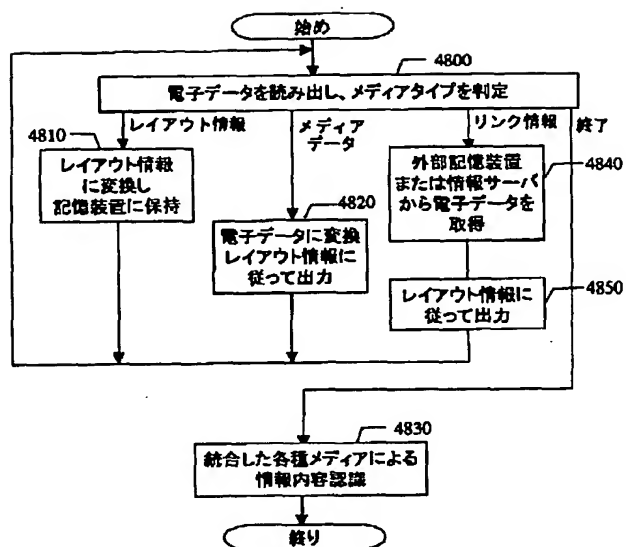 始め
4800
電子データを読み出し、メディアタイプを判定
レイアウト情報
メディア
データ
リンク情報
終了
4810
レイアウト情報
に変換し
記憶装置に保持
4820
電子データに変換
レイアウト情報に
従って出力
外部記憶装置
または情報サーバ
から電子データを
取得
4840
レイアウト情報に
従って出力
4850
4830
統合した各種メディアによる
情報内容認識
終り